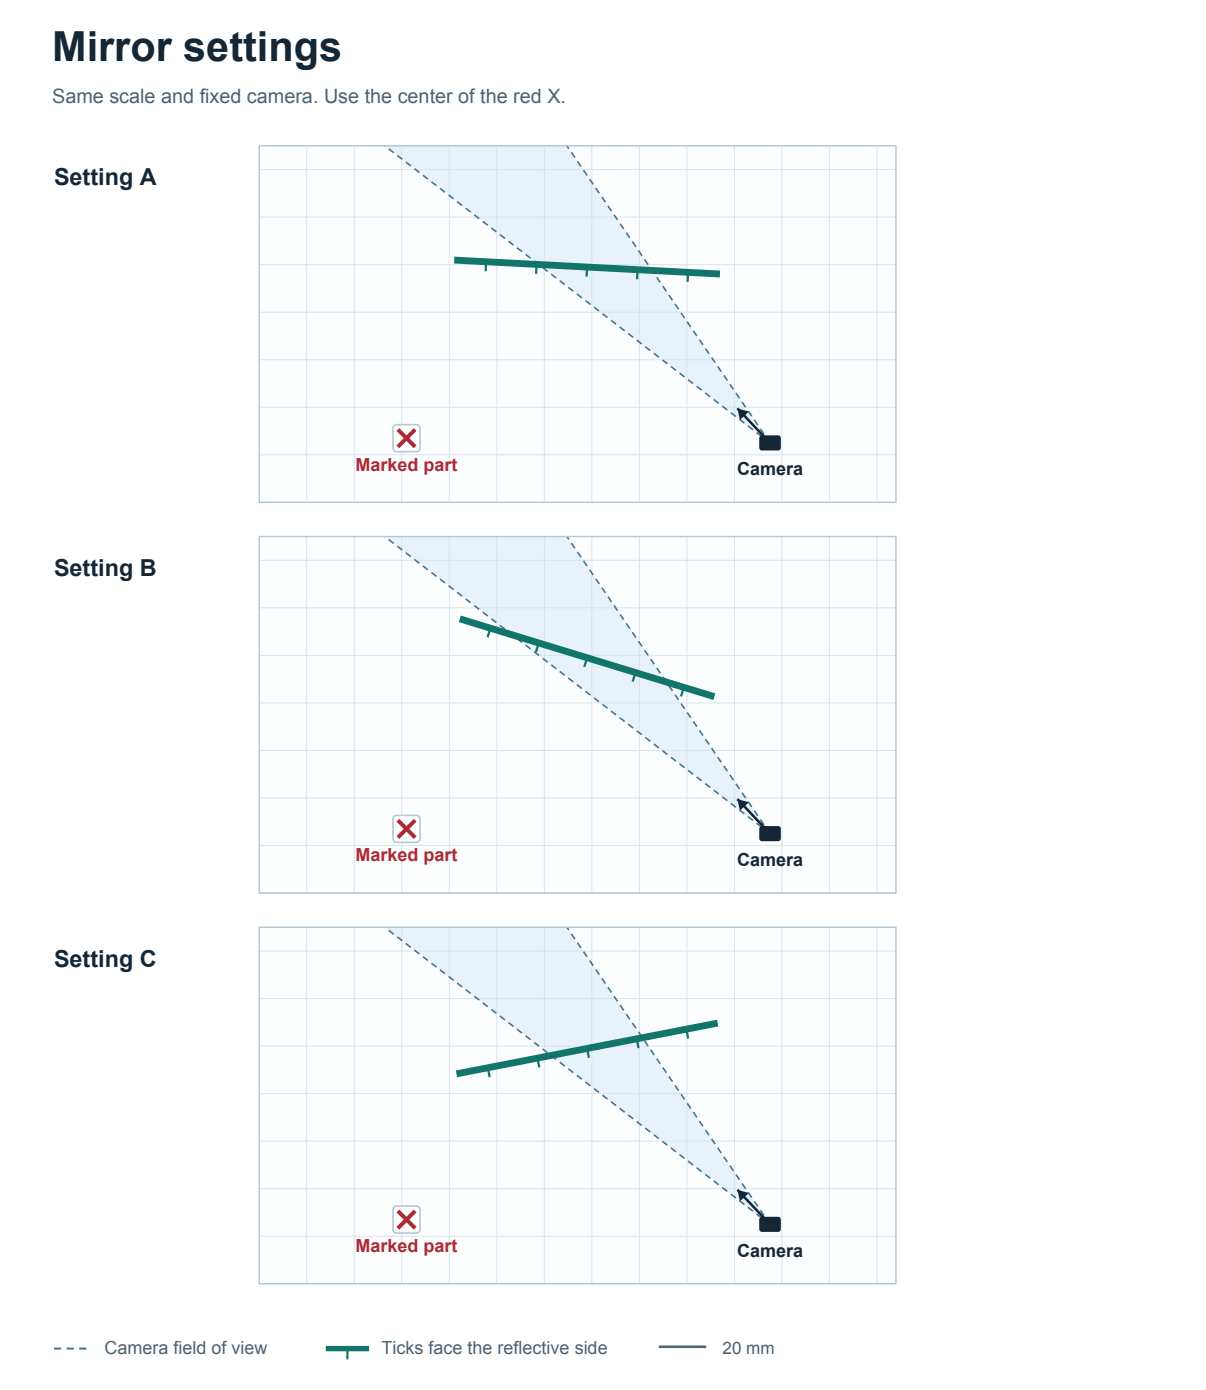 Mirror settings
Same scale and fixed camera. Use the center of the red X.
Setting A
Marked part
Camera
Setting B
Marked part
Camera
Setting C
Marked part
Camera
Camera field of view
Ticks face the reflective side
20 mm